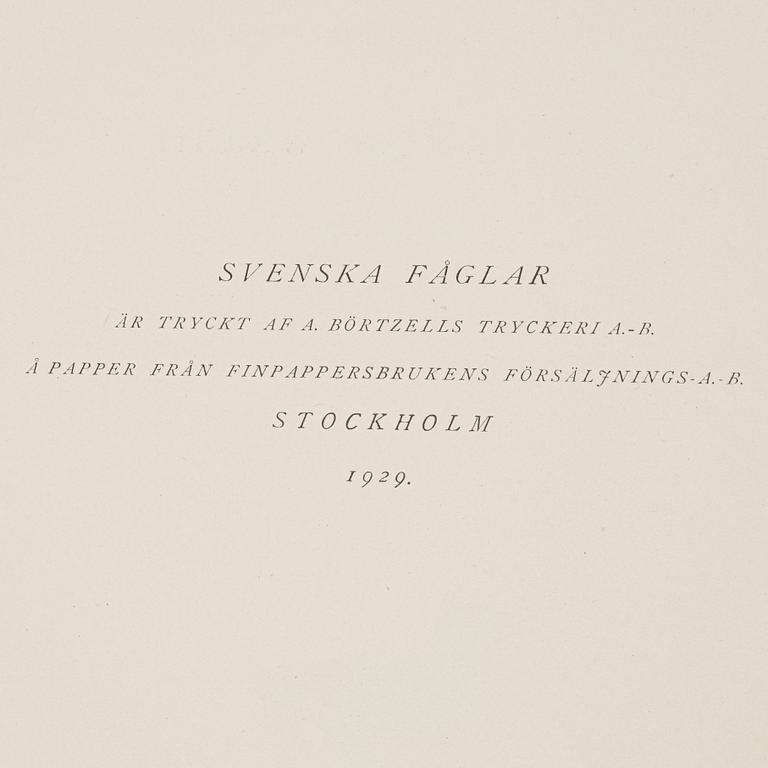 SVENSKA FÅGLAR
ÄR TRYCKT AF A. BÖRTZELLS TRYCKERI A.-B.
Å PAPPER FRÅN FINPAPPERSBRUKENS FÖRSÄLJNINGS-A.-B.
STOCKHOLM
1929.